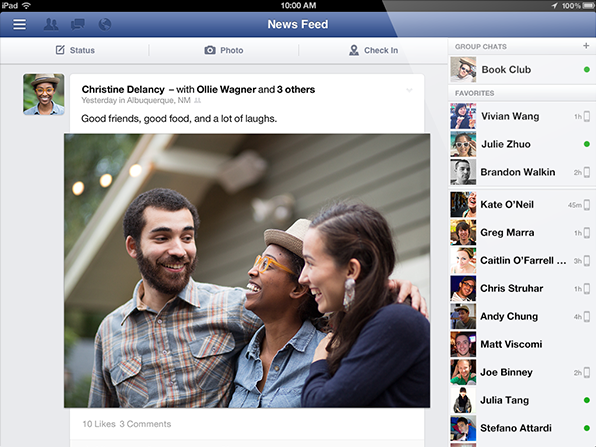 iPad 10:00 AM 100%
News Feed
Status Photo Check In
Christine Delancy – with Ollie Wagner and 3 others
Yesterday in Albuquerque, NM
Good friends, good food, and a lot of laughs.
10 Likes 3 Comments
GROUP CHATS +
Book Club
FAVORITES
Vivian Wang 1h
Julie Zhuo
Brandon Walkin 2h
Kate O'Neil 45m
Greg Marra 1h
Caitlin O'Farrell ... 3h
Chris Struhar 1h
Andy Chung 4h
Matt Viscomi
Joe Binney 2h
Julia Tang
Stefano Attardi